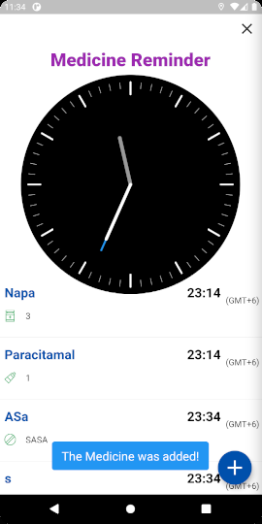 11:34
Medicine Reminder
Napa 23:14 (GMT+6)
3
Paracitamal 23:14 (GMT+6)
1
ASa 23:34 (GMT+6)
SASA
The Medicine was added!
s 23:34 (GMT+6)